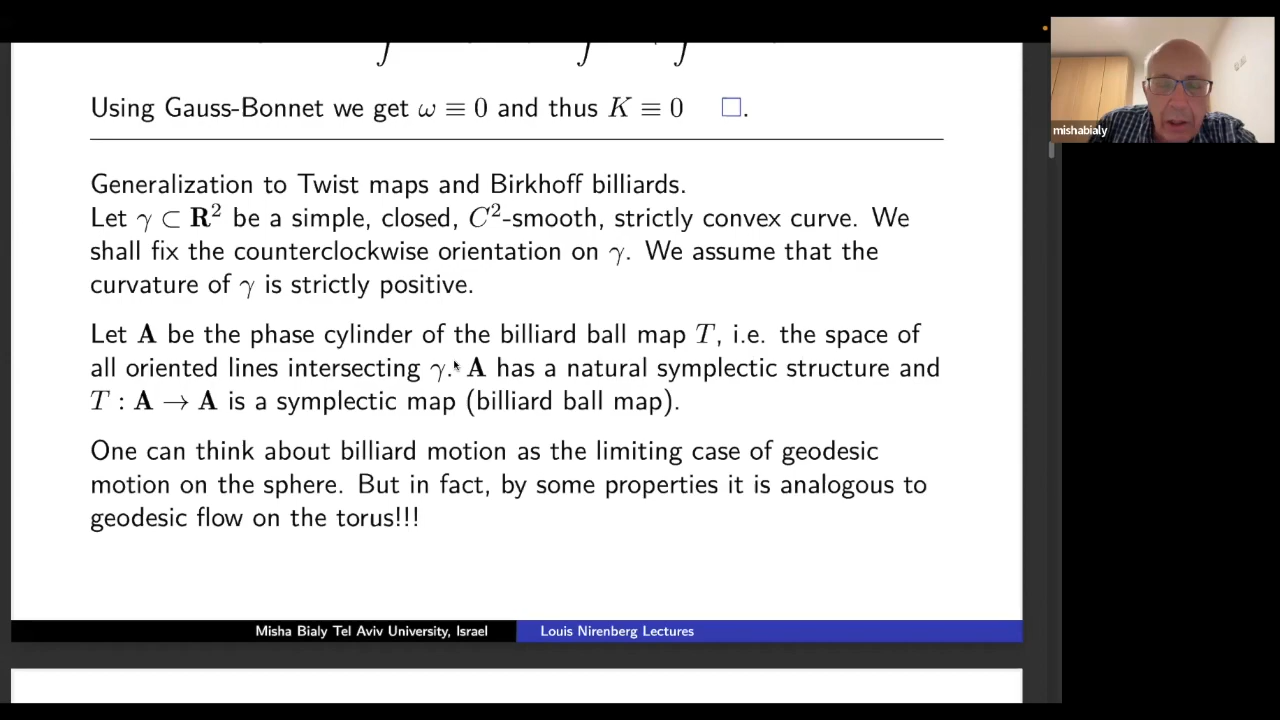 Using Gauss-Bonnet we get ω ≡ 0 and thus K ≡ 0 □.
Generalization to Twist maps and Birkhoff billiards.
Let γ ⊂ R² be a simple, closed, C²-smooth, strictly convex curve. We
shall fix the counterclockwise orientation on γ. We assume that the
curvature of γ is strictly positive.
Let A be the phase cylinder of the billiard ball map T, i.e. the space of
all oriented lines intersecting γ. A has a natural symplectic structure and
T : A → A is a symplectic map (billiard ball map).
One can think about billiard motion as the limiting case of geodesic
motion on the sphere. But in fact, by some properties it is analogous to
geodesic flow on the torus!!!
Misha Bialy Tel Aviv University, Israel
Louis Nirenberg Lectures
mishabialy